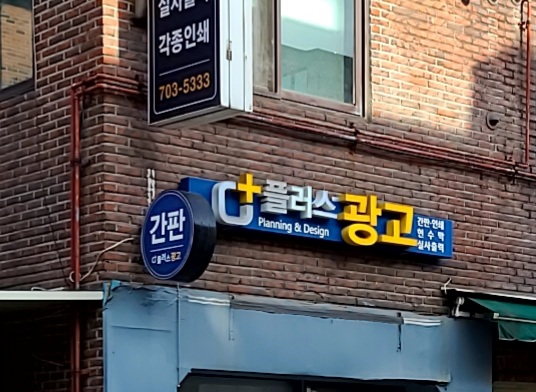 실사출력
각종인쇄
703-5333
간판
C+플러스광고
C+플러스 광고
Planning & Design
간판·인쇄
현수막
실사출력